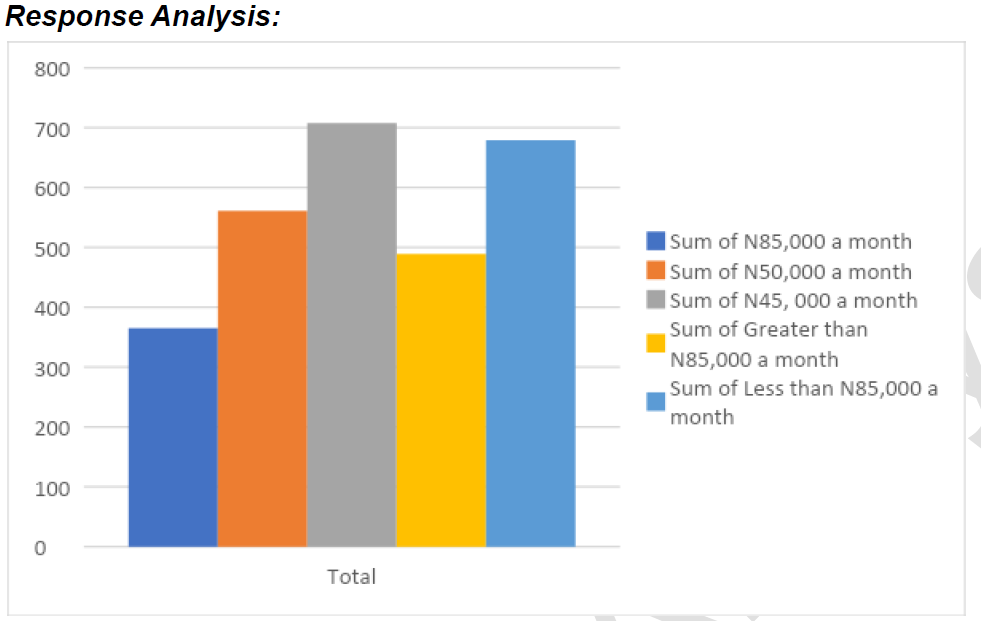 Response Analysis:
800
700
600
500
400
300
200
100
0
Total
Sum of N85,000 a month
Sum of N50,000 a month
Sum of N45, 000 a month
Sum of Greater than
N85,000 a month
Sum of Less than N85,000 a
month